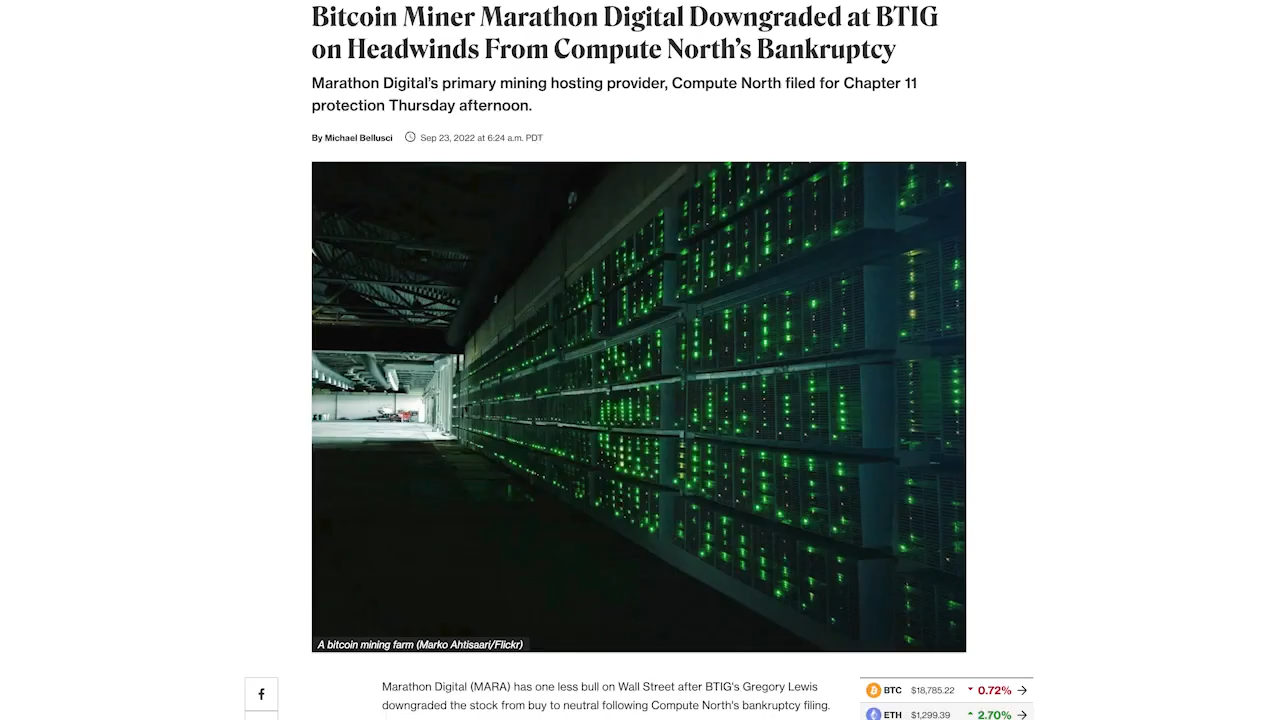 Bitcoin Miner Marathon Digital Downgraded at BTIG
on Headwinds From Compute North’s Bankruptcy
Marathon Digital’s primary mining hosting provider, Compute North filed for Chapter 11
protection Thursday afternoon.
By Michael Bellusci Sep 23, 2022 at 6:24 a.m. PDT
A bitcoin mining farm (Marko Ahtisaari/Flickr)
f
Marathon Digital (MARA) has one less bull on Wall Street after BTIG's Gregory Lewis
downgraded the stock from buy to neutral following Compute North's bankruptcy filing.
BTC $18,785.22 0.72%
ETH $1,299.39 2.70%